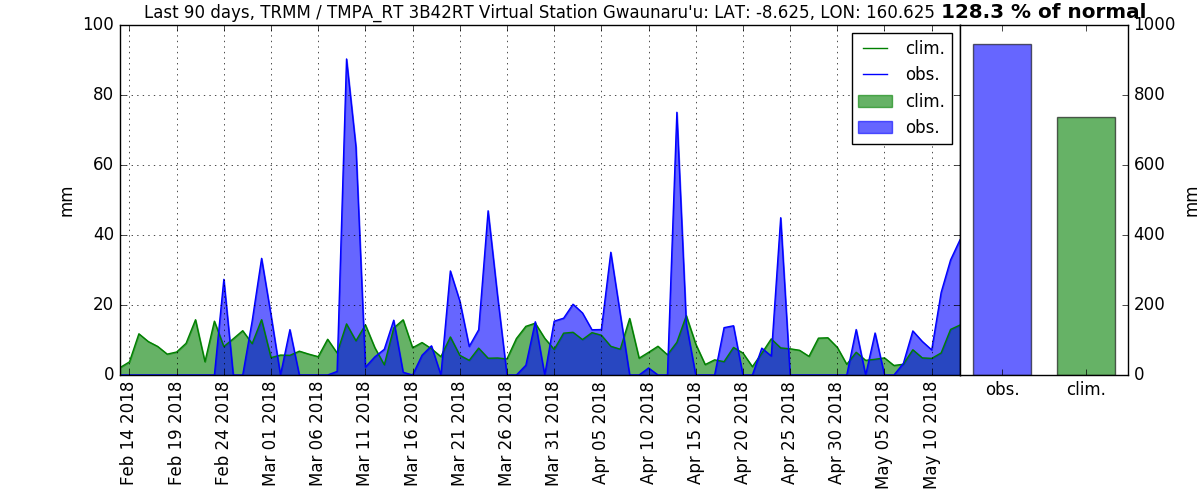 Last 90 days, TRMM / TMPA_RT 3B42RT Virtual Station Gwaunaru'u: LAT: -8.625, LON: 160.625 128.3 % of normal
100
80
60
40
20
0
mm
clim.
obs.
clim.
obs.
1000
800
600
400
200
0
mm
Feb 14 2018
Feb 19 2018
Feb 24 2018
Mar 01 2018
Mar 06 2018
Mar 11 2018
Mar 16 2018
Mar 21 2018
Mar 26 2018
Mar 31 2018
Apr 05 2018
Apr 10 2018
Apr 15 2018
Apr 20 2018
Apr 25 2018
Apr 30 2018
May 05 2018
May 10 2018
obs.
clim.